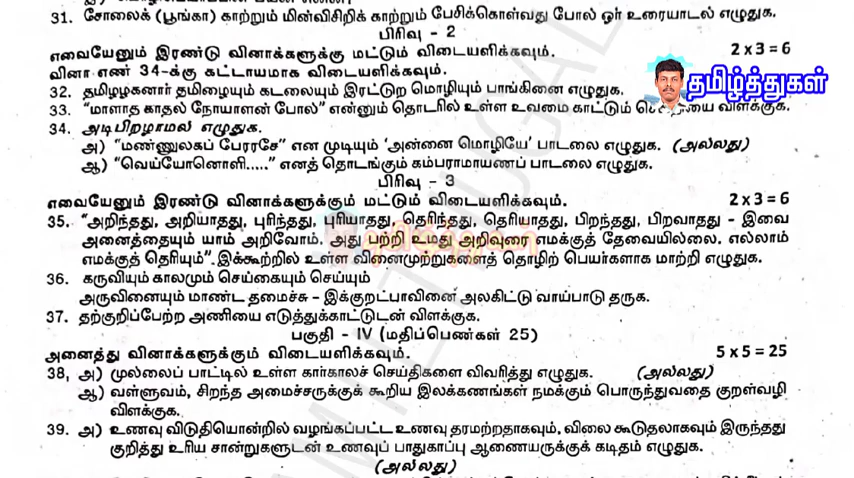 31. சோலைக் (பூங்கா) காற்றும் மின்விசிறிக் காற்றும் பேசிக்கொள்வது போல் ஓர் உரையாடல் எழுதுக.
பிரிவு - 2
எவையேனும் இரண்டு வினாக்களுக்கு மட்டும் விடையளிக்கவும். 2 x 3 = 6
வினா எண் 34-க்கு கட்டாயமாக விடையளிக்கவும்.
தமிழ்த்துகள்
32. தமிழழகனார் தமிழையும் கடலையும் இரட்டுற மொழியும் பாங்கினை எழுதுக.
33. “மாளாத காதல் நோயாளன் போல்” என்னும் தொடரில் உள்ள உவமை காட்டும் விளக்குக.
34. அடிபிறழாமல் எழுதுக.
அ) “மண்ணுலகப் பேரரசே” என முடியும் ‘அன்னை மொழியே’ பாடலை எழுதுக. (அல்லது)
ஆ) “வெய்யோனொளி.....” எனத் தொடங்கும் கம்பராமாயணப் பாடலை எழுதுக.
பிரிவு - 3
எவையேனும் இரண்டு வினாக்களுக்கும் மட்டும் விடையளிக்கவும். 2 x 3 = 6
35. “அறிந்தது, அறியாதது, புரிந்தது, புரியாதது, தெரிந்தது, தெரியாதது, பிறந்தது, பிறவாதது – இவை
அனைத்தையும் யாம் அறிவோம். அது பற்றி உமது அறிவுரை எமக்குத் தேவையில்லை. எல்லாம்
எமக்குத் தெரியும்”. இக்கூற்றில் உள்ள வினைமுற்றுகளைத் தொழிற் பெயர்களாக மாற்றி எழுதுக.
36. கருவியும் காலமும் செய்கையும் செய்யும்
அருவினையும் மாண்ட தமைச்சு – இக்குறட்பாவினை அலகிட்டு வாய்பாடு தருக.
37. தற்குறிப்பேற்ற அணியை எடுத்துக்காட்டுடன் விளக்குக.
பகுதி - IV (மதிப்பெண்கள் 25)
அனைத்து வினாக்களுக்கும் விடையளிக்கவும். 5 x 5 = 25
38, அ) முல்லைப் பாட்டில் உள்ள கார்காலச் செய்திகளை விவரித்து எழுதுக. (அல்லது)
ஆ) வள்ளுவம், சிறந்த அமைச்சருக்குக் கூறிய இலக்கணங்கள் நமக்கும் பொருந்துவதை குறள்வழி
விளக்குக.
39. அ) உணவு விடுதியொன்றில் வழங்கப்பட்ட உணவு தரமற்றதாகவும், விலை கூடுதலாகவும் இருந்தது
குறித்து உரிய சான்றுகளுடன் உணவுப் பாதுகாப்பு ஆணையருக்குக் கடிதம் எழுதுக.
(அல்லது)